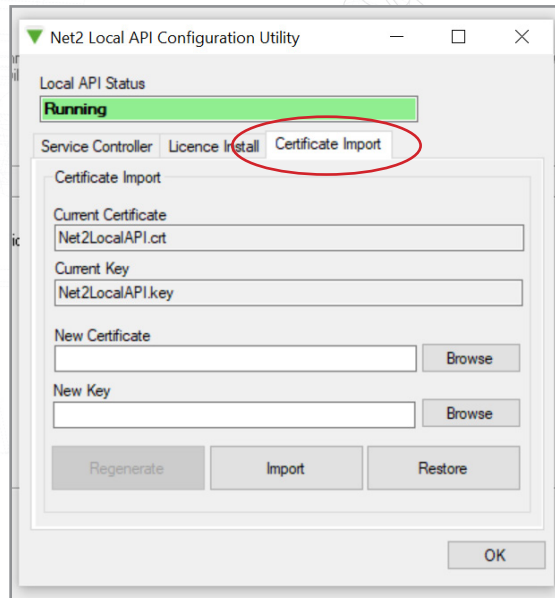 Net2 Local API Configuration Utility
Local API Status
Running
Service Controller Licence Install Certificate Import
Certificate Import
Current Certificate
Net2LocalAPI.crt
Current Key
Net2LocalAPI.key
New Certificate
Browse
New Key
Browse
Regenerate Import Restore
OK